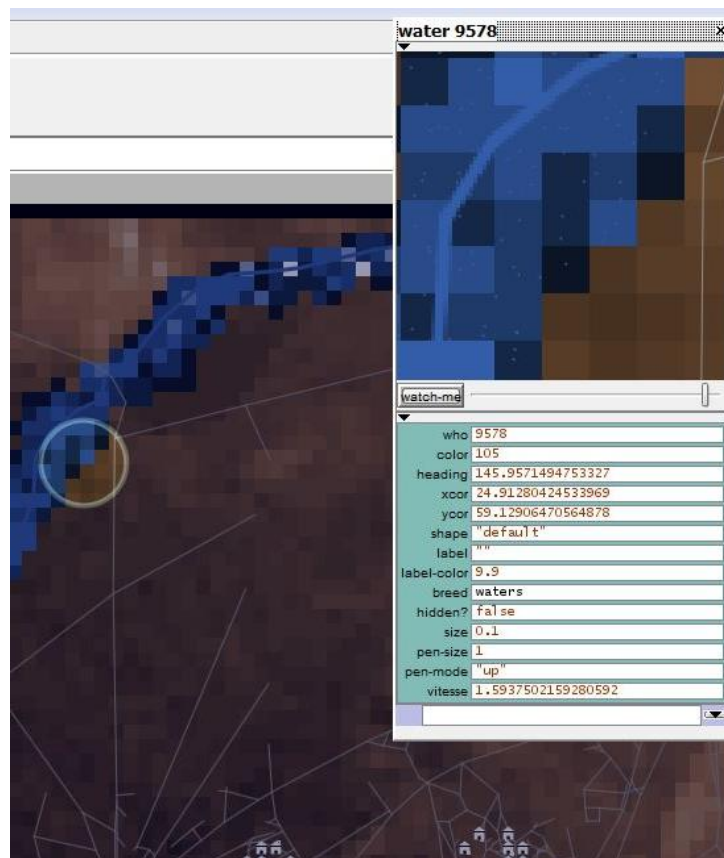 water 9578
watch-me
who 9578
color 105
heading 145.9571494753327
xcor 24.91280424533969
ycor 59.12906470564878
shape "default"
label ""
label-color 9.9
breed waters
hidden? false
size 0.1
pen-size 1
pen-mode "up"
vitesse 1.5937502159280592